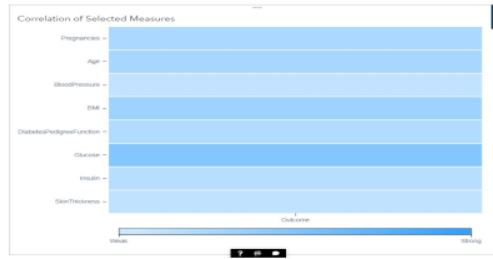 Correlation of Selected Measures
Pregnancies
Age
BloodPressure
BMI
DiabetesPedigreeFunction
Glucose
Insulin
SkinThickness
Outcome
Weak Strong
?